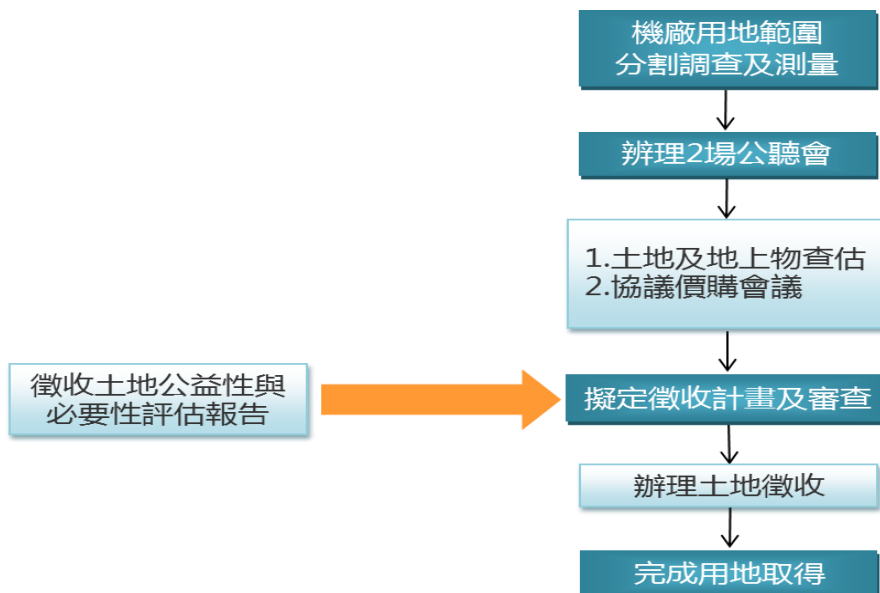 機廠用地範圍
分割調查及測量
辨理2場公聽會
1.土地及地上物查估
2.協議價購會議
徵收土地公益性與
必要性評估報告
擬定徵收計畫及審查
辦理土地徵收
完成用地取得